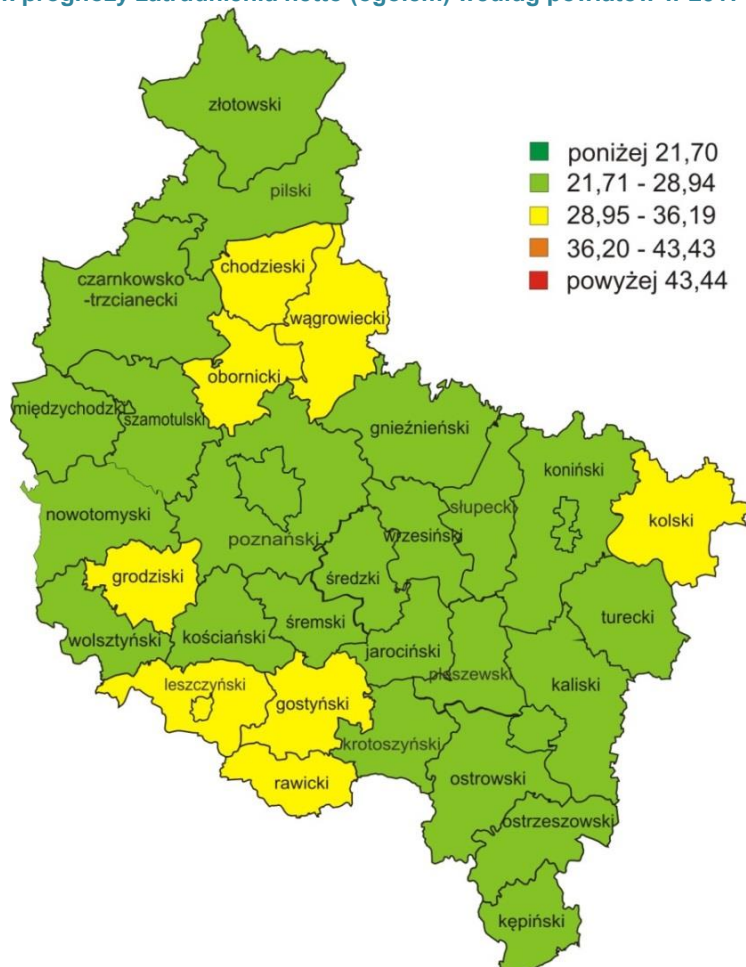 prognozy zatrudnienia netto (ogółem) według powiatów w
złotowski
poniżej 21,70
21,71 - 28,94
28,95 - 36,19
36,20 - 43,43
powyżej 43,44
pilski
chodzieski
czarnkowsko
-trzcianecki
wągrowiecki
obornicki
międzychodzki
szamotulski
gnieźnieński
koniński
słupecki
kolski
nowotomyski
poznański
wrzesiński
grodziski
średzki
turecki
śremski
wolsztyński
kościański
jarociński
pleszewski
kaliski
leszczyński
gostyński
krotoszyński
rawicki
ostrowski
ostrzeszowski
kępiński